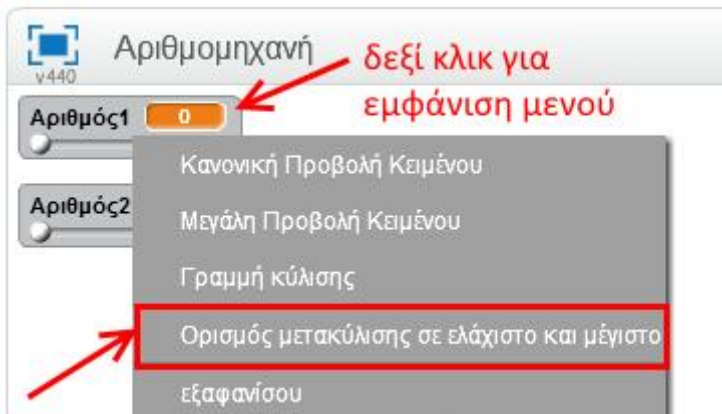 Αριθμομηχανή
v440
δεξί κλικ για
εμφάνιση μενού
Αριθμός1 0
Αριθμός2
Κανονική Προβολή Κειμένου
Μεγάλη Προβολή Κειμένου
Γραμμή κύλισης
Ορισμός μετακύλισης σε ελάχιστο και μέγιστο
εξαφανίσου